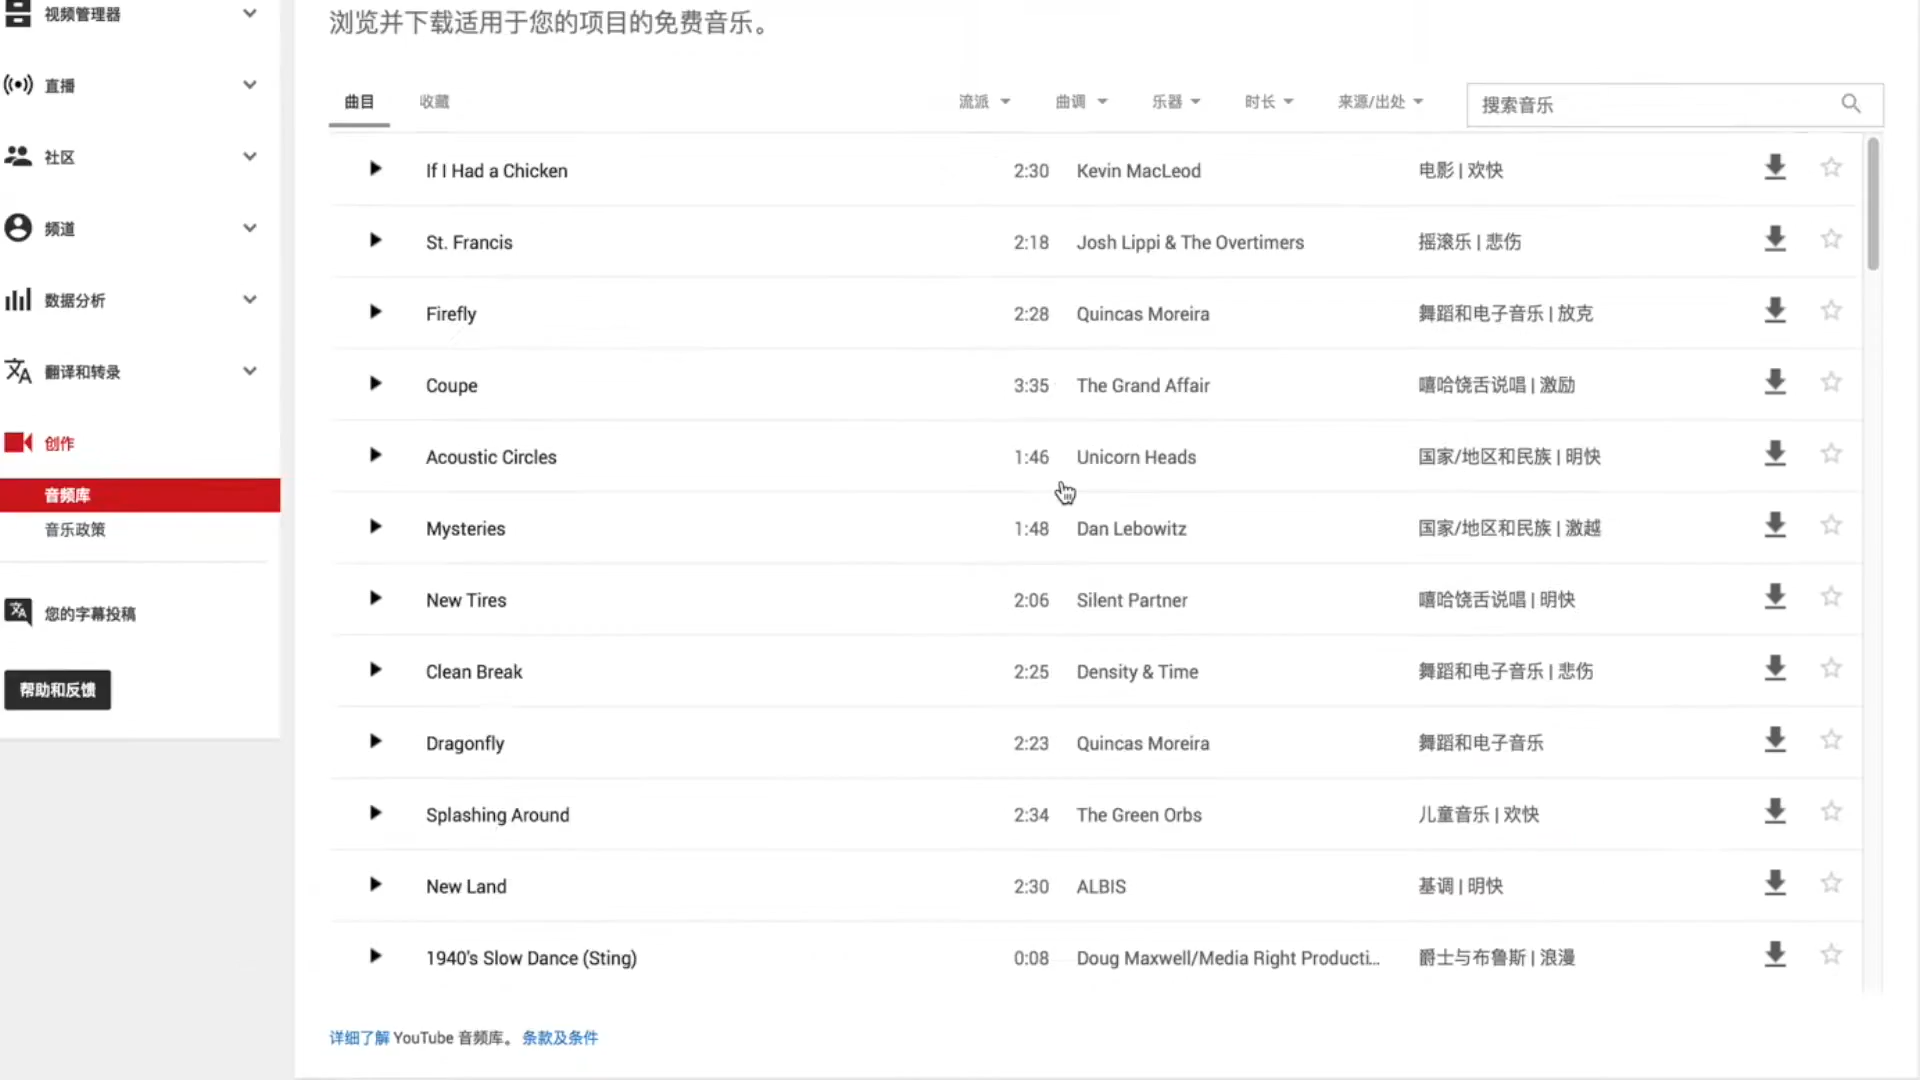 视频管理器
直播
社区
频道
数据分析
翻译和转录
创作
音频库
音乐政策
您的字幕投稿
帮助和反馈
浏览并下载适用于您的项目的免费音乐。
曲目 收藏 流派 曲调 乐器 时长 来源/出处 搜索音乐
If I Had a Chicken 2:30 Kevin MacLeod 电影 | 欢快
St. Francis 2:18 Josh Lippi & The Overtimers 摇滚乐 | 悲伤
Firefly 2:28 Quincas Moreira 舞蹈和电子音乐 | 放克
Coupe 3:35 The Grand Affair 嘻哈饶舌说唱 | 激励
Acoustic Circles 1:46 Unicorn Heads 国家/地区和民族 | 明快
Mysteries 1:48 Dan Lebowitz 国家/地区和民族 | 激越
New Tires 2:06 Silent Partner 嘻哈饶舌说唱 | 明快
Clean Break 2:25 Density & Time 舞蹈和电子音乐 | 悲伤
Dragonfly 2:23 Quincas Moreira 舞蹈和电子音乐
Splashing Around 2:34 The Green Orbs 儿童音乐 | 欢快
New Land 2:30 ALBIS 基调 | 明快
1940's Slow Dance (Sting) 0:08 Doug Maxwell/Media Right Producti... 爵士与布鲁斯 | 浪漫
详细了解 YouTube 音频库。 条款及条件